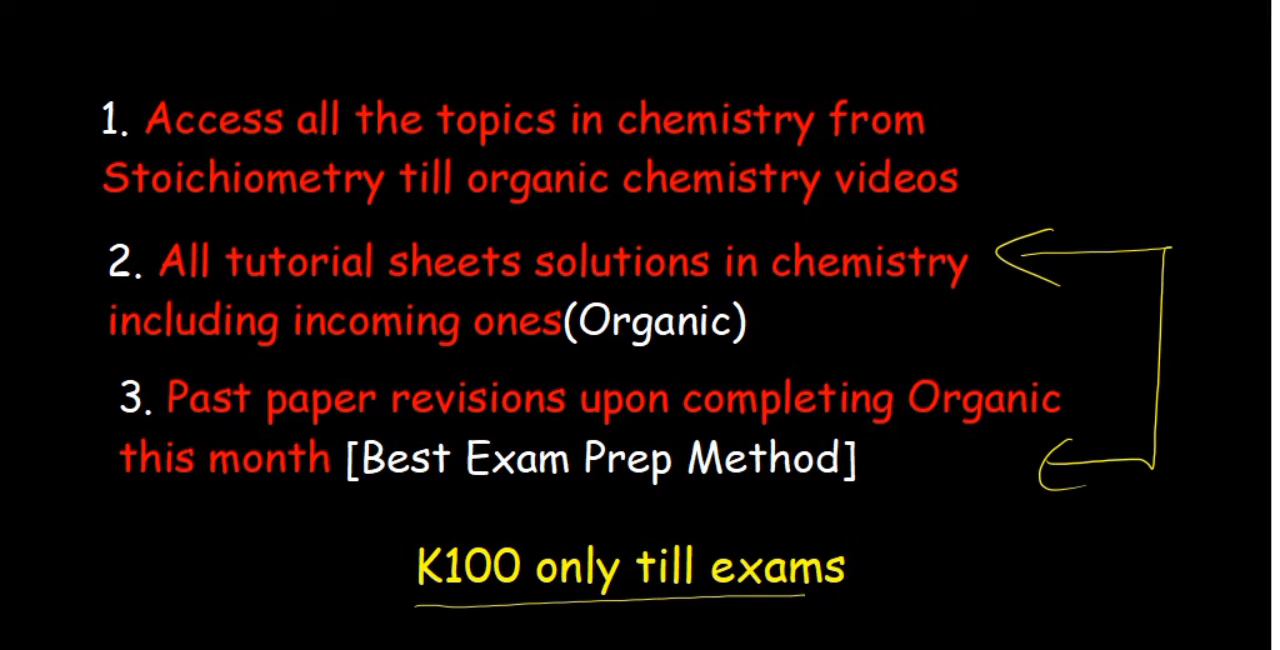 1. Access all the topics in chemistry from
Stoichiometry till organic chemistry videos
2. All tutorial sheets solutions in chemistry
including incoming ones(Organic)
3. Past paper revisions upon completing Organic
this month [Best Exam Prep Method]
K100 only till exams